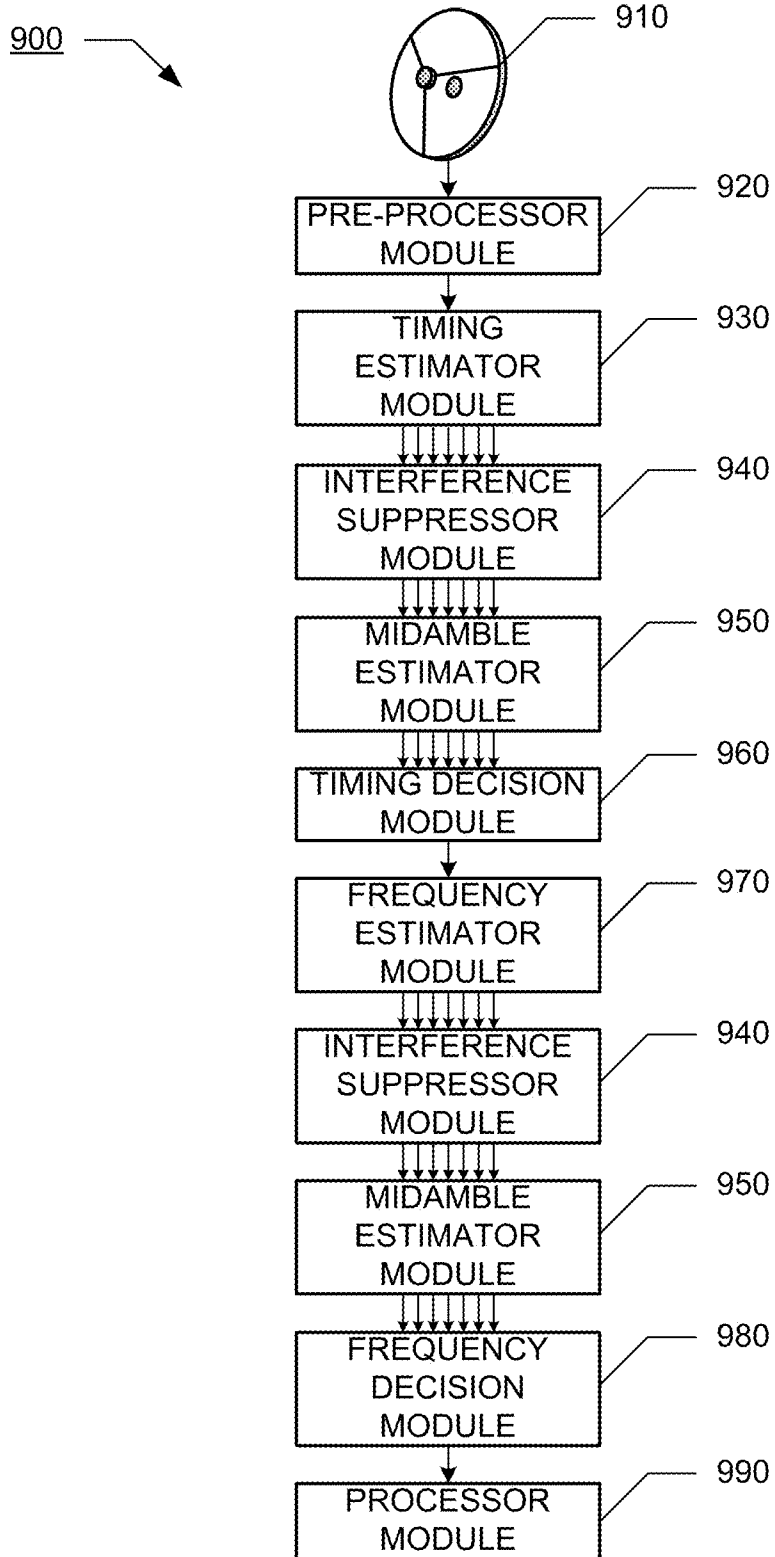 900
910
920
PRE-PROCESSOR
MODULE
930
TIMING
ESTIMATOR
MODULE
940
INTERFERENCE
SUPPRESSOR
MODULE
950
MIDAMBLE
ESTIMATOR
MODULE
960
TIMING DECISION
MODULE
970
FREQUENCY
ESTIMATOR
MODULE
940
INTERFERENCE
SUPPRESSOR
MODULE
950
MIDAMBLE
ESTIMATOR
MODULE
980
FREQUENCY
DECISION
MODULE
990
PROCESSOR
MODULE